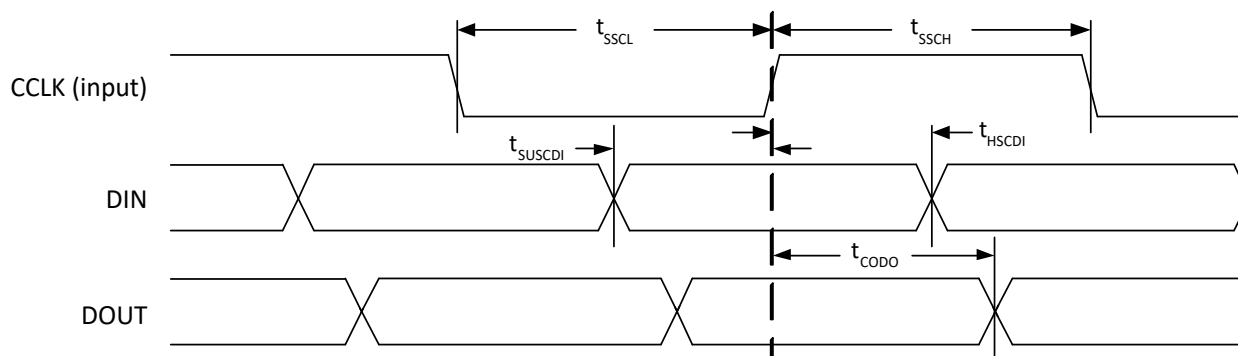 tSSCL
tSSCH
CCLK (input)
tSUSCDI
tHSCDI
DIN
tCODO
DOUT